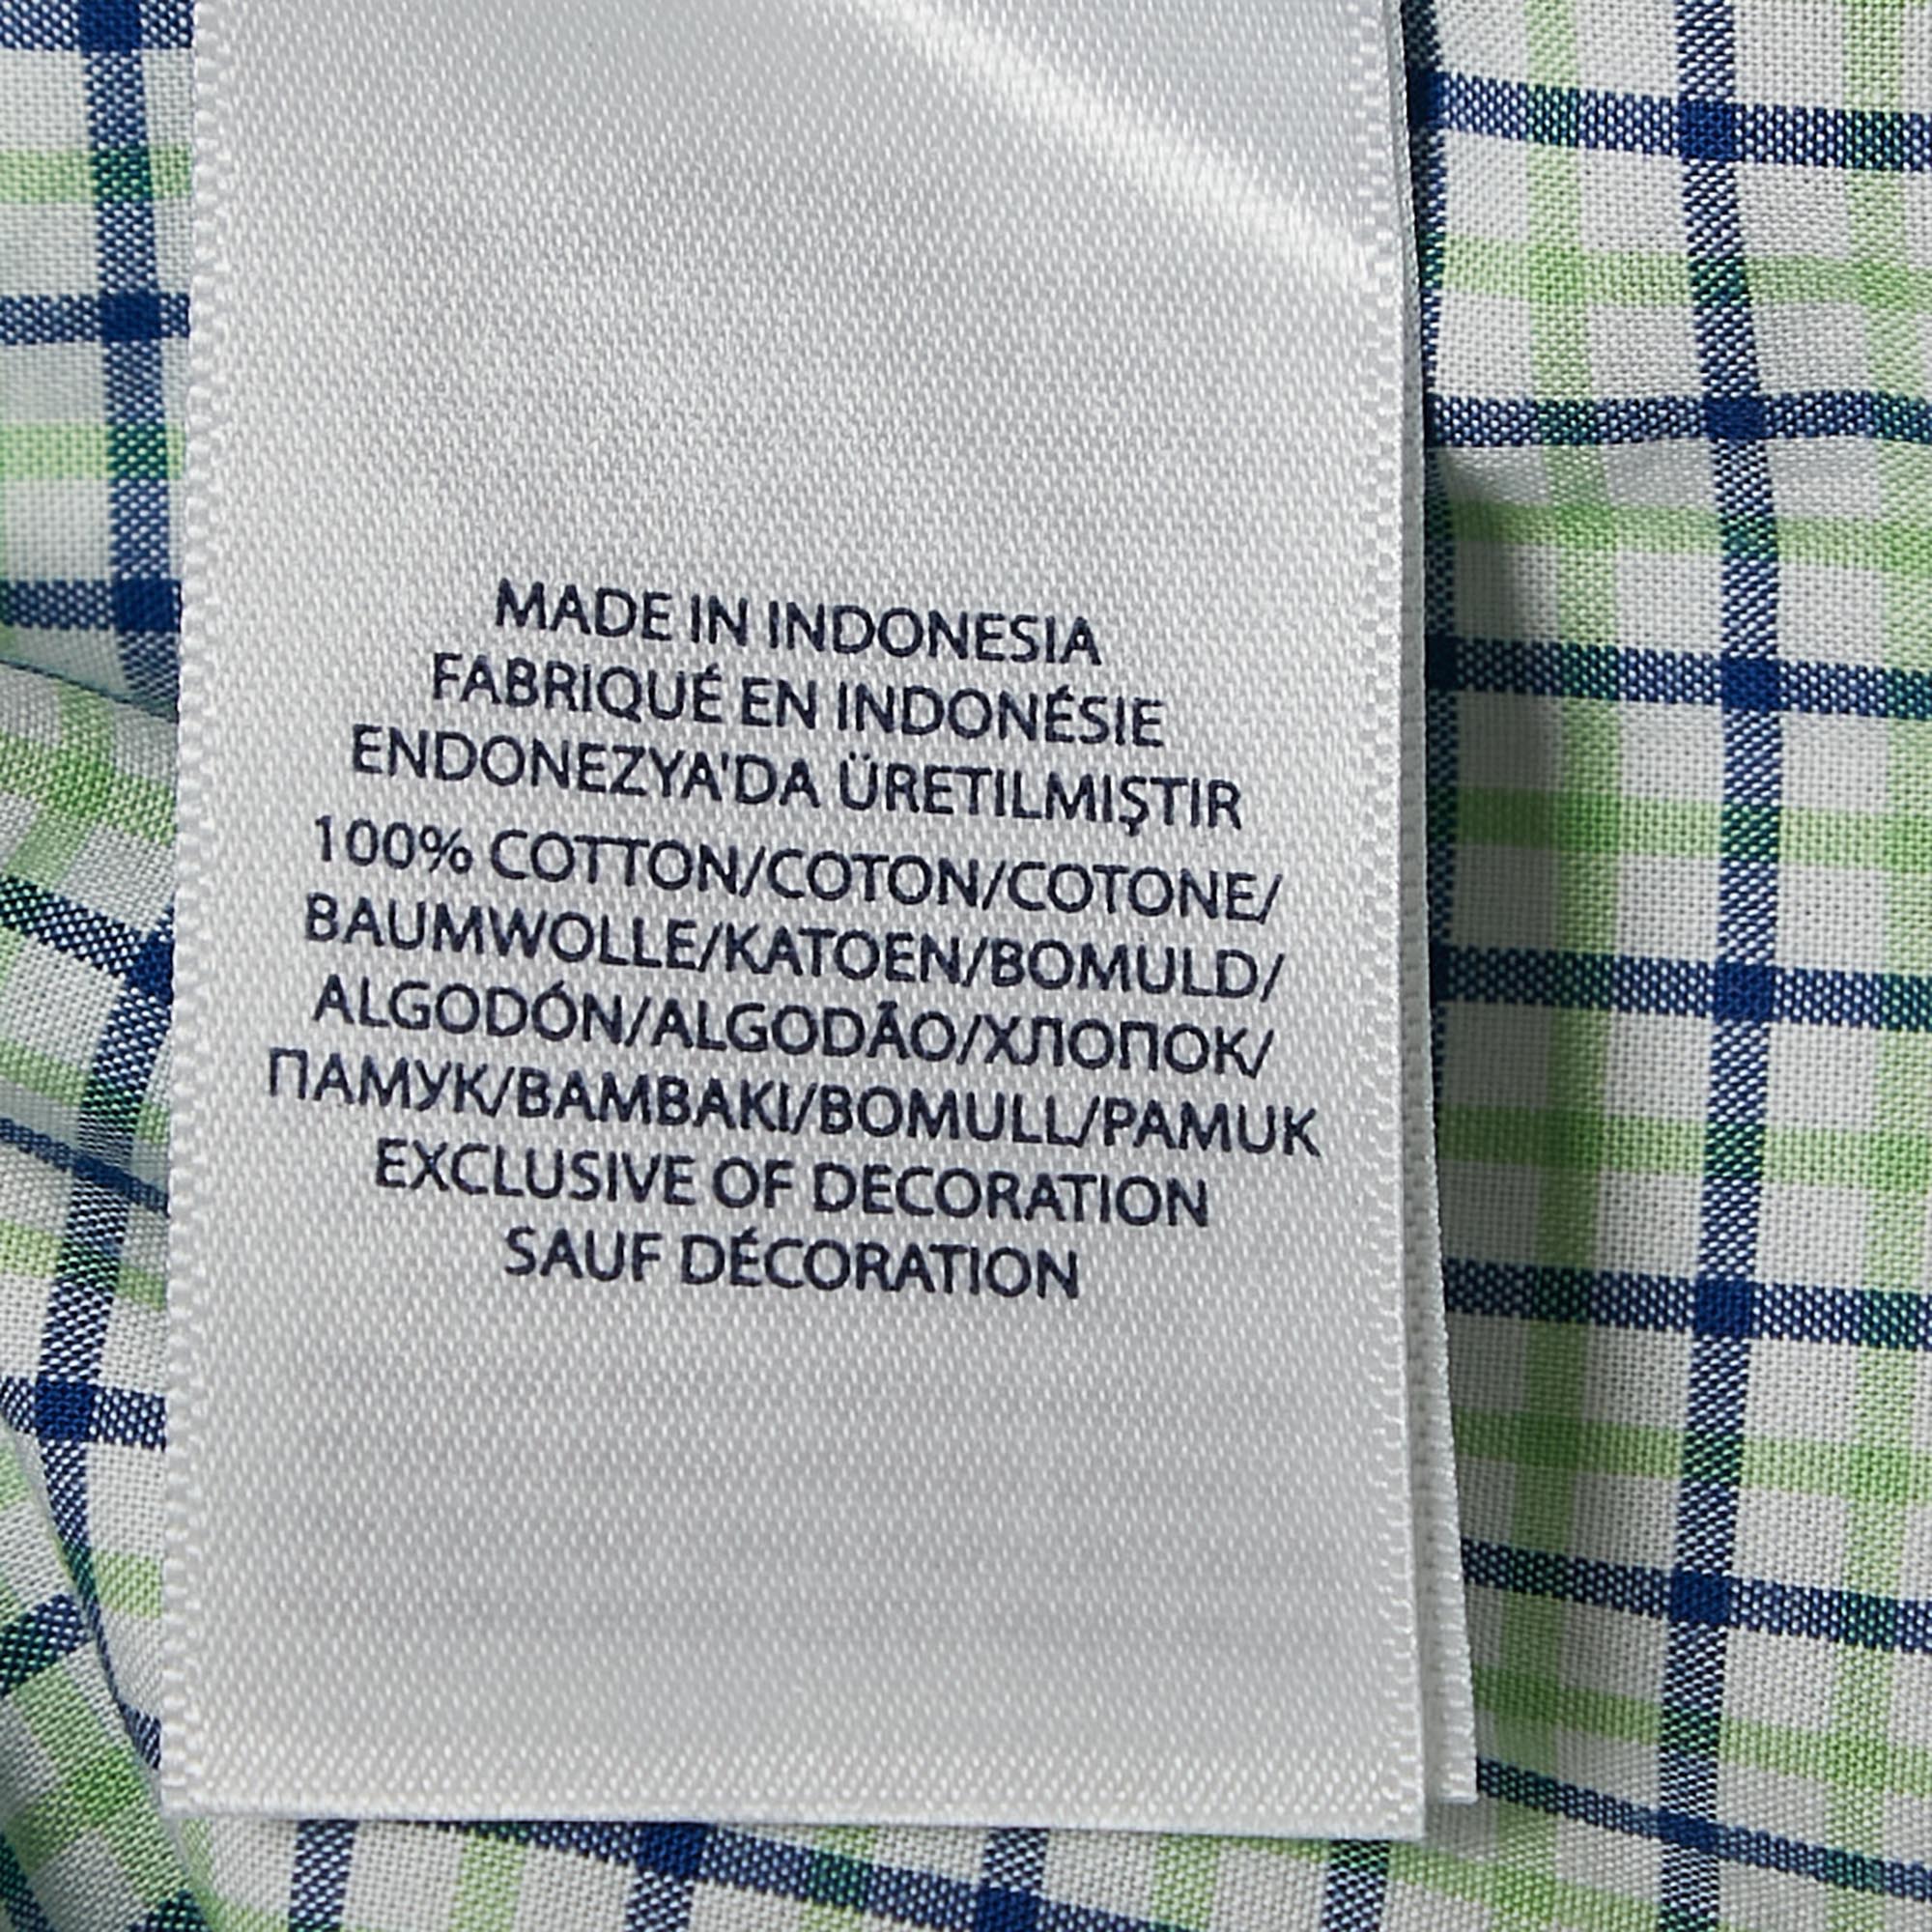 MADE IN INDONESIA
FABRIQUÉ EN INDONÉSIE
ENDONEZYA'DA ÜRETILMIŞTIR
100% COTTON/COTON/COTONE/
BAUMWOLLE/KATOEN/BOMULD/
ALGODÓN/ALGODÃO/ХЛОПОК/
ПАМУК/BAMBAKI/BOMULL/PAMUK
EXCLUSIVE OF DECORATION
SAUF DÉCORATION